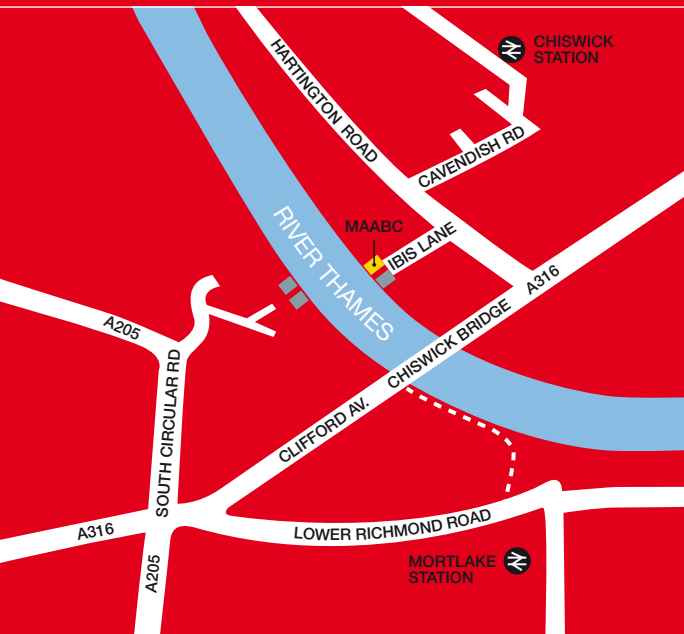 CHISWICK
STATION
HARTINGTON ROAD
CAVENDISH RD
MAABC
IBIS LANE
RIVER THAMES
A316
CHISWICK BRIDGE
A205
SOUTH CIRCULAR RD
CLIFFORD AV.
A316
LOWER RICHMOND ROAD
A205
MORTLAKE
STATION